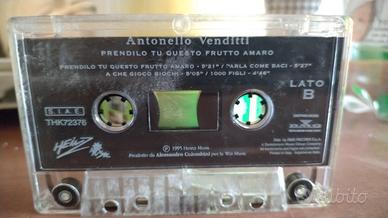 Antonello Venditti
PRENDILO TU QUESTO FRUTTO AMARO
PRENDILO TU QUESTO FRUTTO AMARO - 5'21" / PARLA COME BACI - 5'27"
A CHE GIOCO GIOCHI - 5'05" / 1000 FIGLI - 4'46"
S.I.A.E.
LATO
B
THK72376
HEINZ
1995 Heinz Music
Prodotto da Alessandro Colombini per la Wit Music
subito